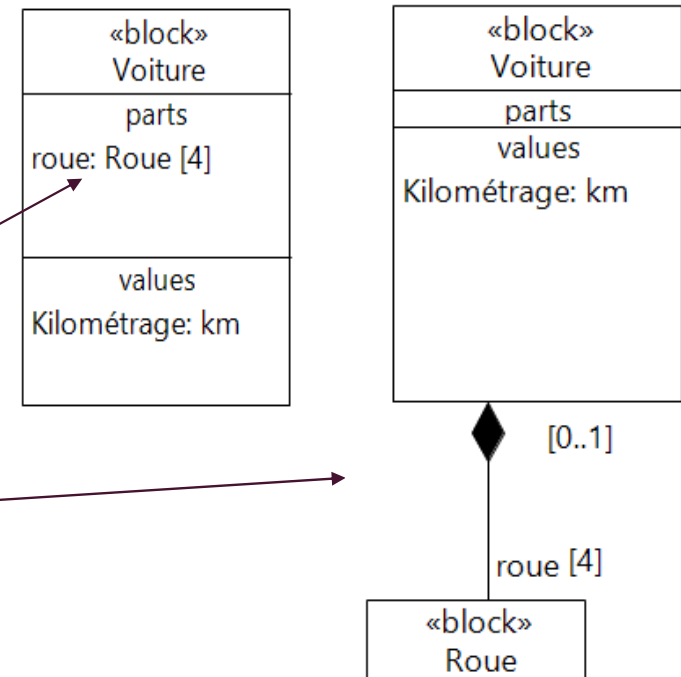 «block»
Voiture
parts
roue: Roue [4]
values
Kilométrage: km
«block»
Voiture
parts
values
Kilométrage: km
[0..1]
roue [4]
«block»
Roue